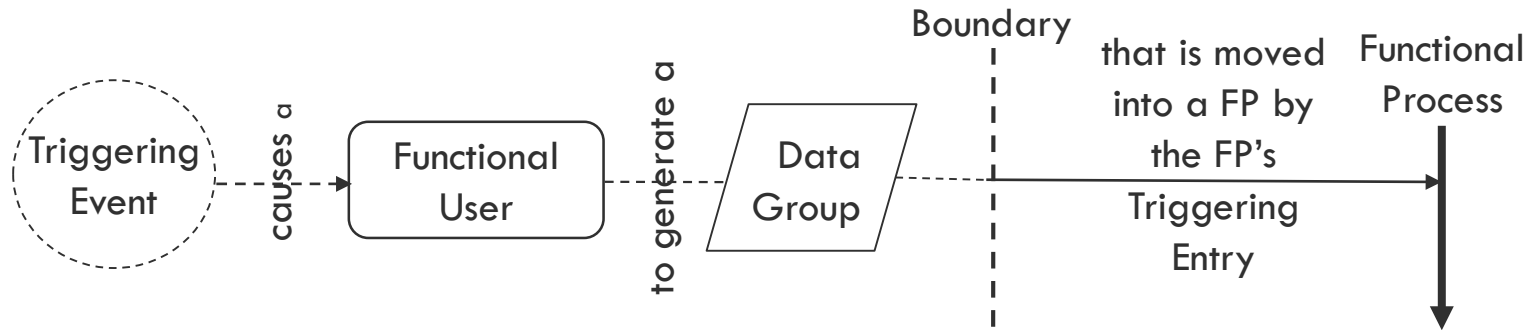 Triggering
Event
causes a
Functional
User
to generate a
Data
Group
Boundary
that is moved
into a FP by
the FP’s
Triggering
Entry
Functional
Process